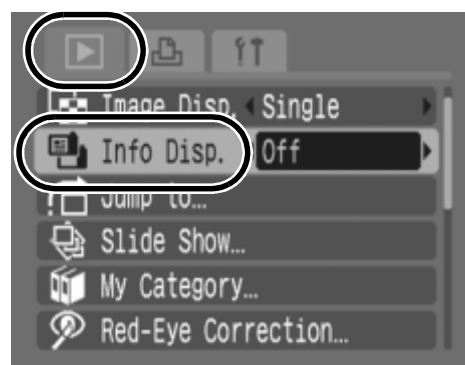 Image Disp. Single
Info Disp. Off
Jump to...
Slide Show...
My Category...
Red-Eye Correction...